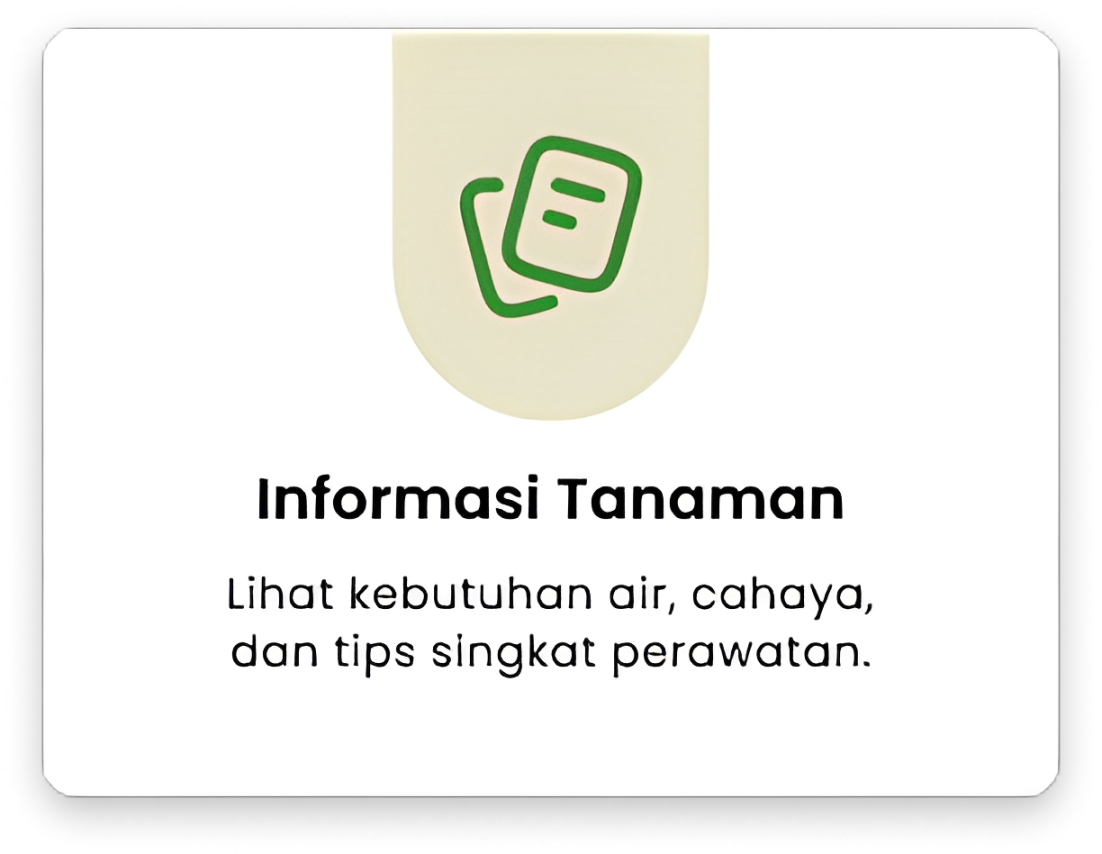 Informasi Tanaman
Lihat kebutuhan air, cahaya,
dan tips singkat perawatan.